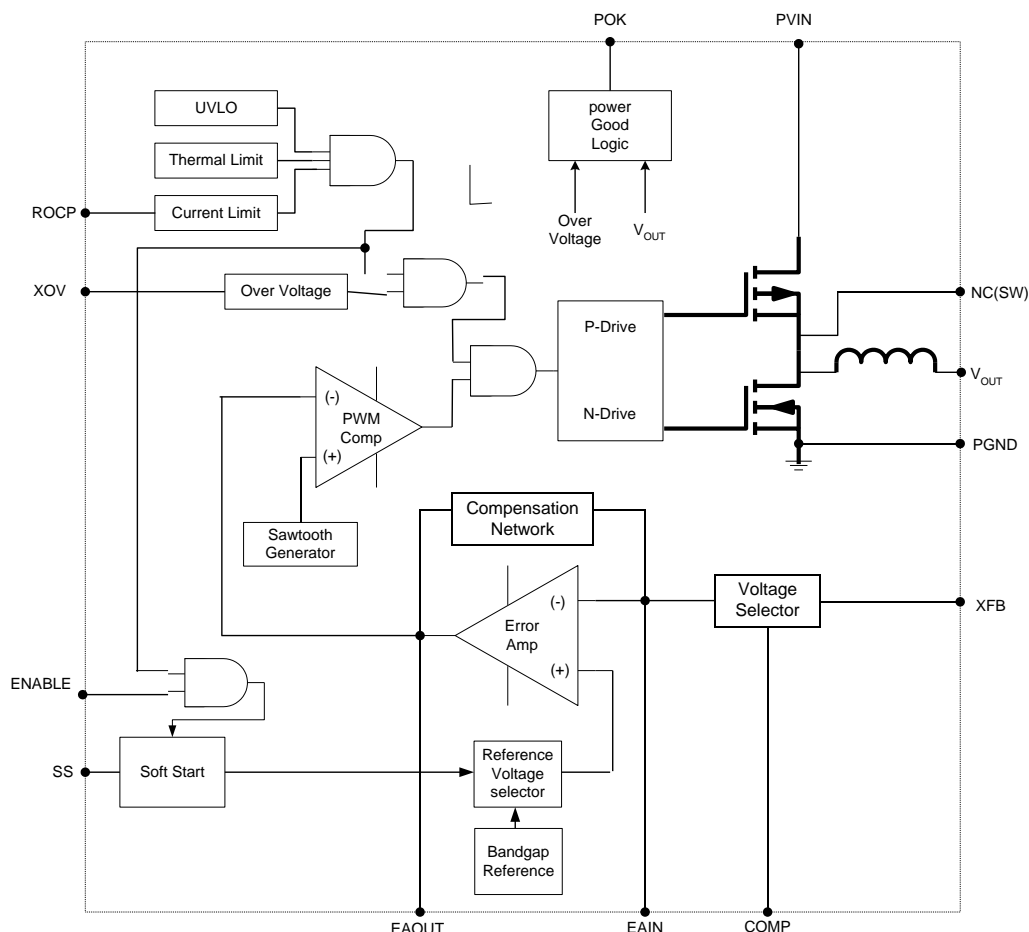 POK
PVIN
UVLO
Thermal Limit
Current Limit
ROCP
power
Good
Logic
Over
Voltage
VOUT
XOV
Over Voltage
NC(SW)
P-Drive
N-Drive
VOUT
(-)
PWM
Comp
(+)
PGND
Sawtooth
Generator
Compensation
Network
Voltage
Selector
XFB
(-)
Error
Amp
(+)
ENABLE
SS
Soft Start
Reference
Voltage
selector
Bandgap
Reference
EAOUT
EAIN
COMP